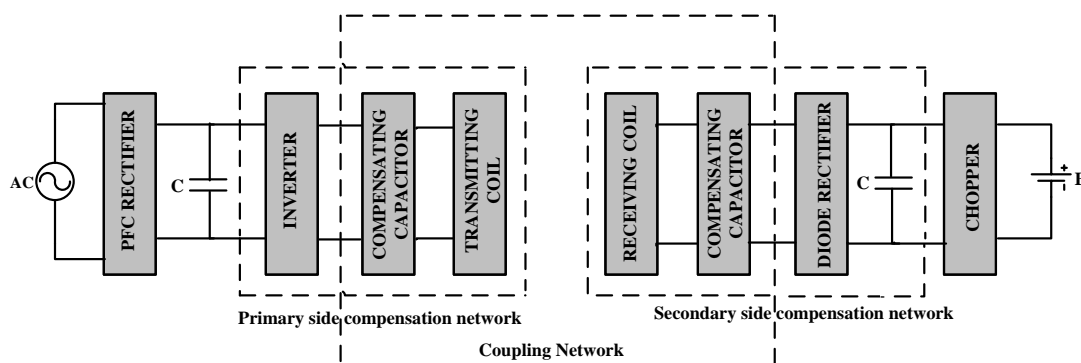 AC
PFC RECTIFIER
C
INVERTER
COMPENSATING
CAPACITOR
TRANSMITTING
COIL
RECEIVING COIL
COMPENSATING
CAPACITOR
DIODE RECTIFIER
C
CHOPPER
+
Primary side compensation network
Secondary side compensation network
Coupling Network